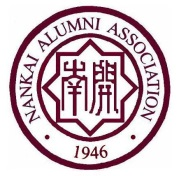 NANKAI ALUMNI ASSOCIATION
南開
· 1946 ·